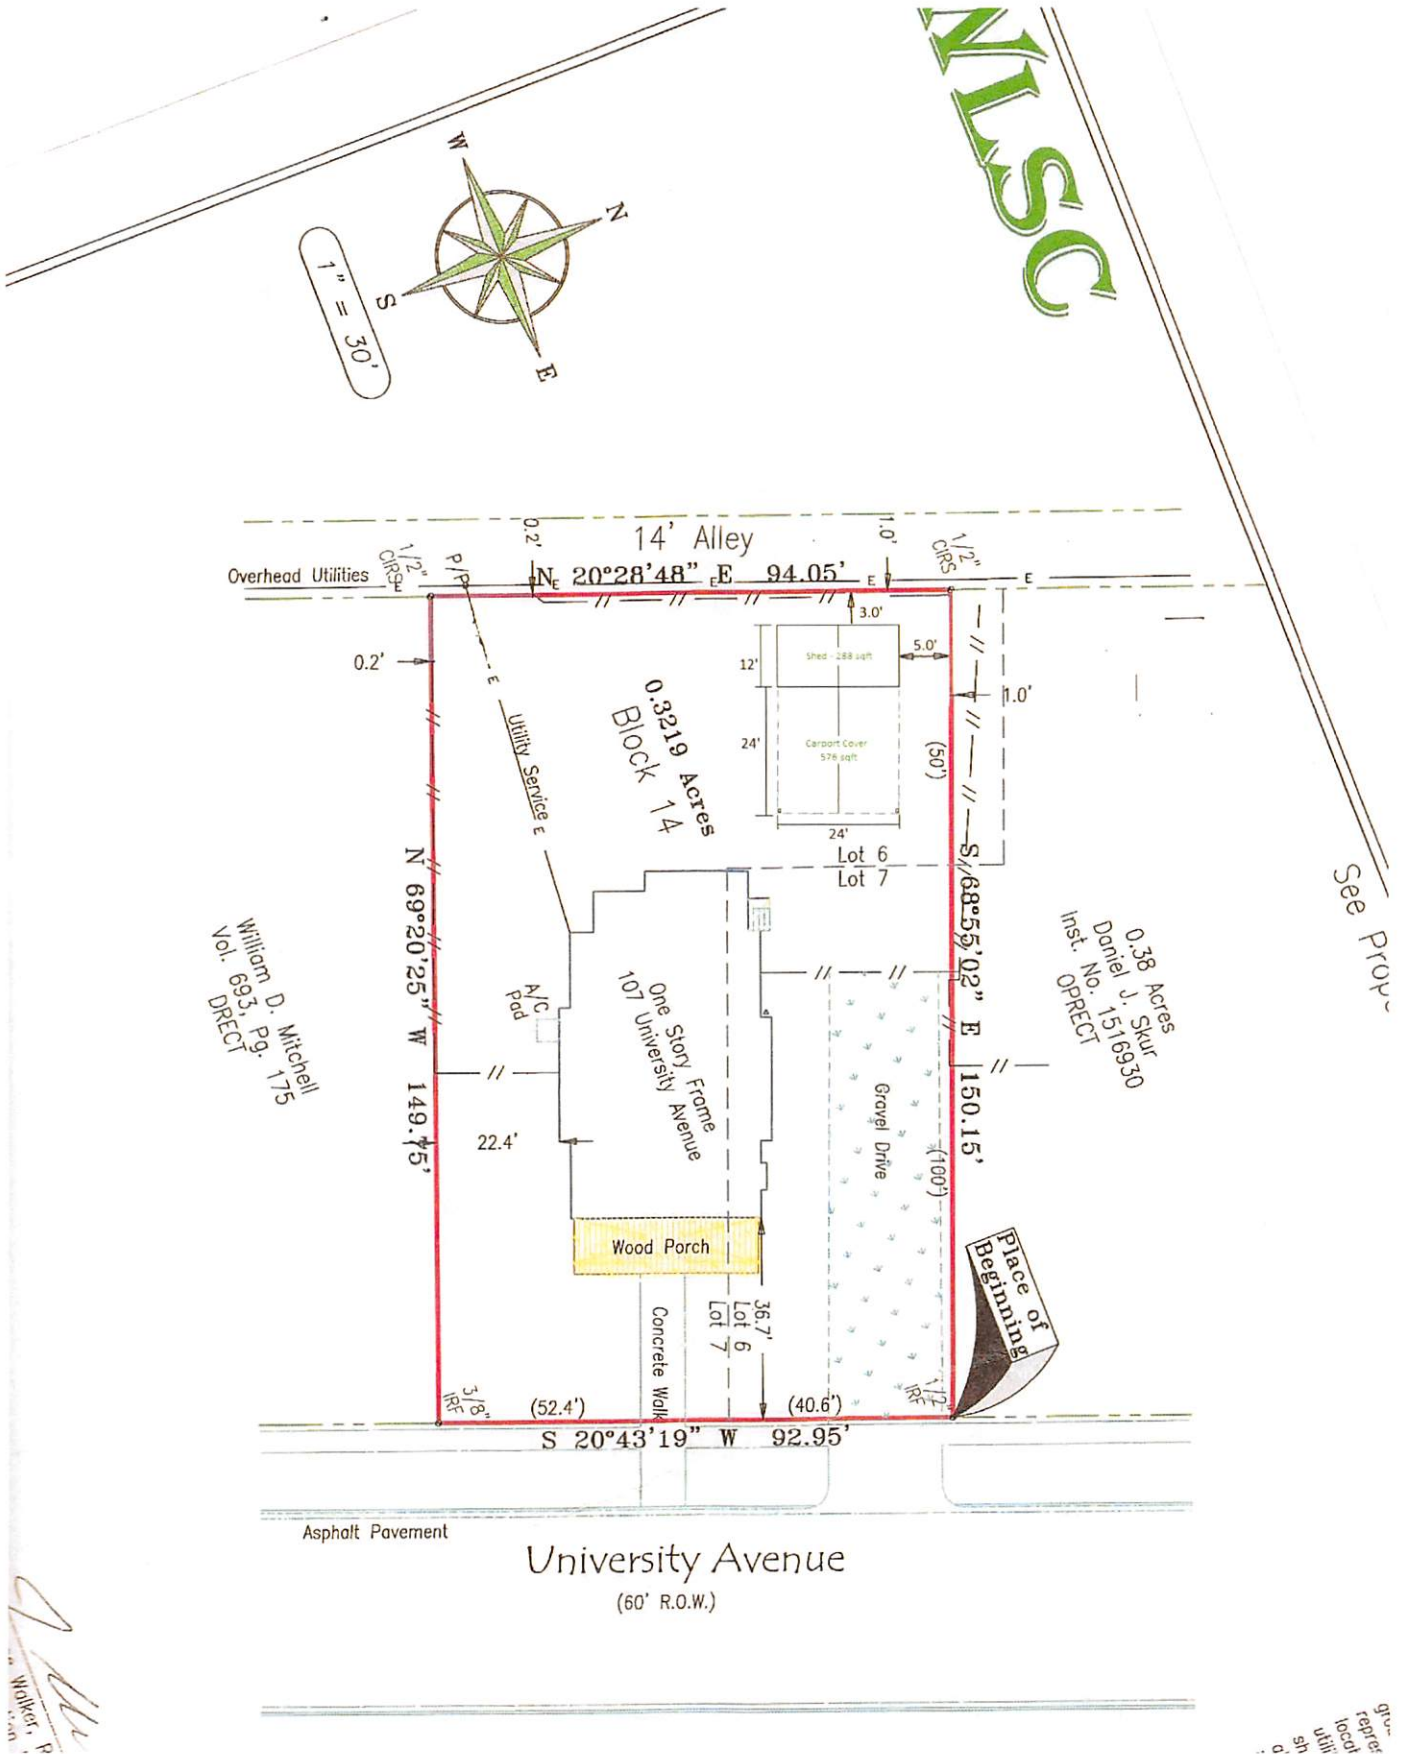 NLSC
W
N
S
E
1" = 30'
14' Alley
0.2'
1.0'
1/2"
CIRS
1/2"
CIRS
P/P
Overhead Utilities
E
N 20°28'48" E 94.05'
E
E
E
E
3.0'
0.2'
12'
Shed - 288 sqft
5.0'
1.0'
E
24'
Carport Cover
576 sqft
24'
(50')
Utility Service
E
0.3219 Acres
Block 14
Lot 6
Lot 7
See Prop
N 69°20'25" W 149.75'
S 68°55'02" E 150.15'
William D. Mitchell
Vol. 693, Pg. 175
DRECT
0.38 Acres
Daniel J. Skur
Inst. No. 1516930
OPRECT
A/C
Pad
One Story Frame
107 University Avenue
Gravel Drive
22.4'
(100')
Wood Porch
Place of
Beginning
36.7'
Lot 6
Lot 7
Concrete Walk
3/8"
IRF
(52.4')
(40.6')
1/2"
IRF
S 20°43'19" W 92.95'
Asphalt Pavement
University Avenue
(60' R.O.W.)
Walker, R